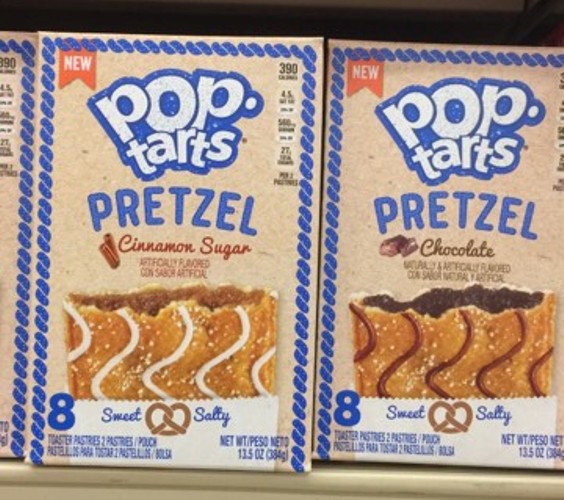 NEW
pop.
tarts
PRETZEL
Cinnamon Sugar
ARTIFICIALLY FLAVORED
CON SABOR ARTIFICIAL
390
CALORIES
4.5
27
8
Sweet Salty
TOASTER PASTRIES 2 PASTRIES / POUCH
PASTELILLOS PARA TOSTAR 2 PASTELILLOS / BOLSA
NET WT/PESO NETO
13.5 OZ (384g)
NEW
pop.
tarts
PRETZEL
Chocolate
NATURALLY & ARTIFICIALLY FLAVORED
CON SABOR NATURAL Y ARTIFICIAL
8
Sweet Salty
TOASTER PASTRIES 2 PASTRIES / POUCH
PASTELILLOS PARA TOSTAR 2 PASTELILLOS / BOLSA
NET WT/PESO NET
13.5 OZ (384g